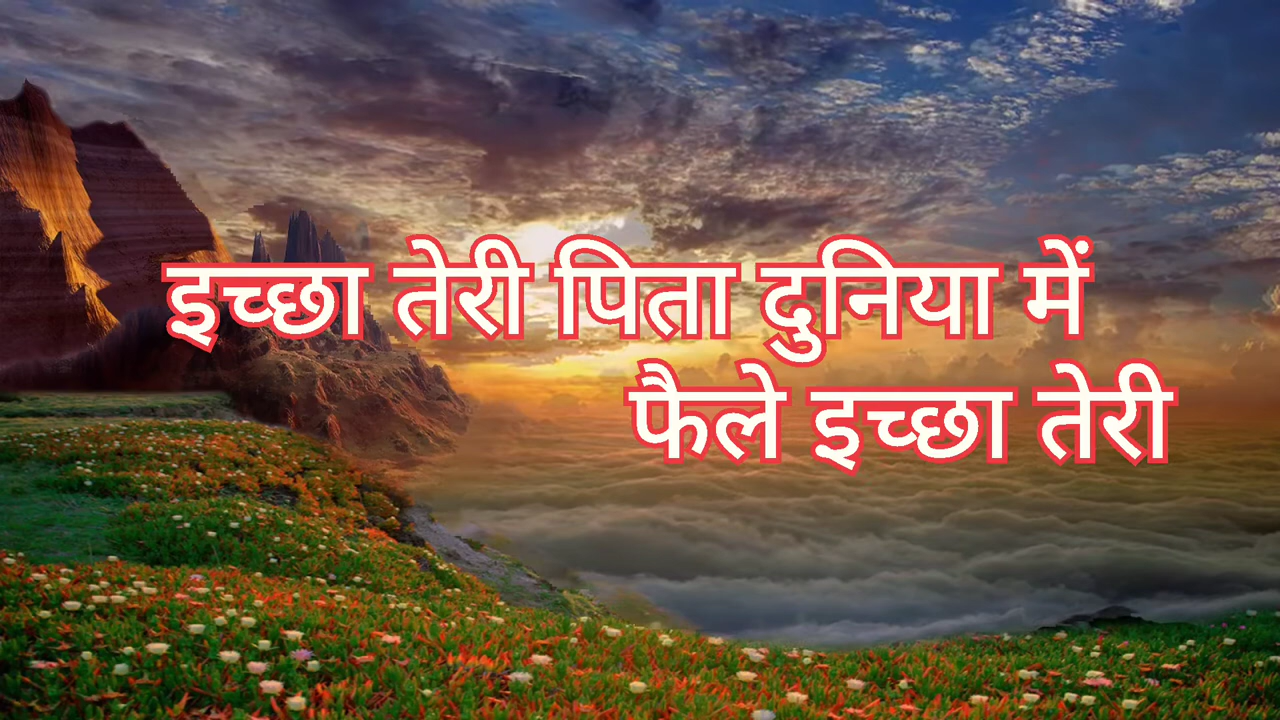 इच्छा तेरी पिता दुनिया में
फैले इच्छा तेरी